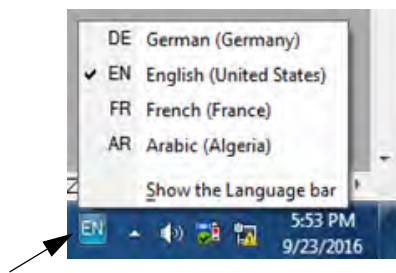 DE German (Germany)
EN English (United States)
FR French (France)
AR Arabic (Algeria)
Show the Language bar
EN
5:53 PM
9/23/2016